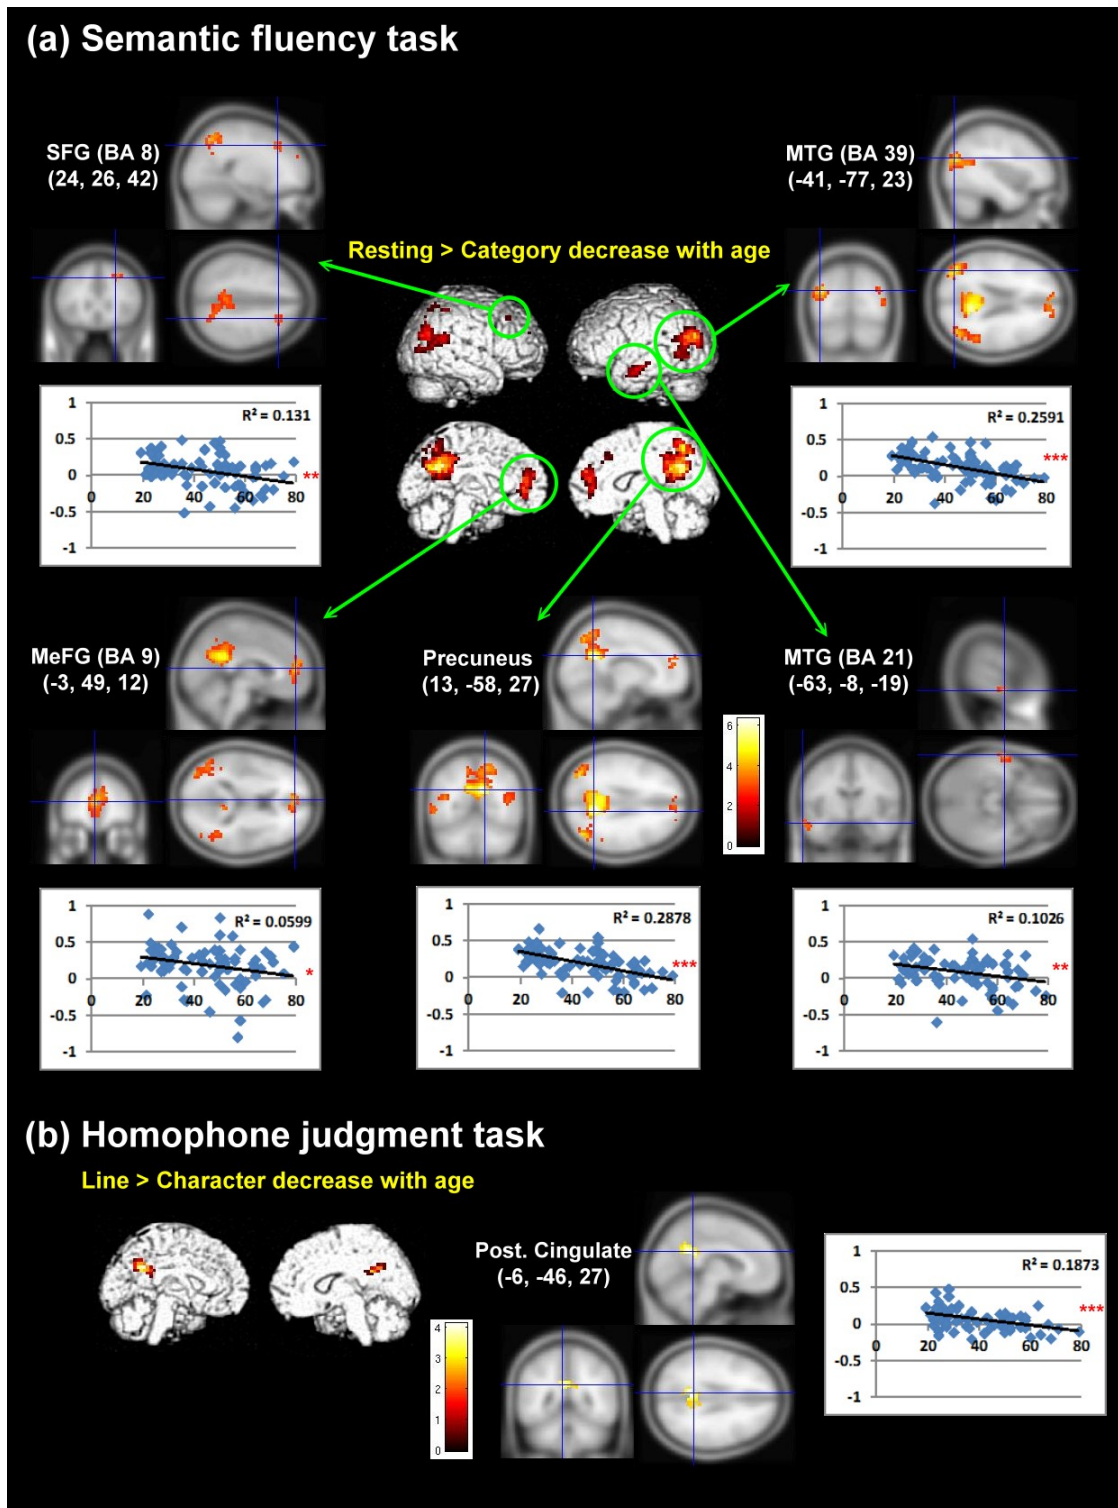 (a) Semantic fluency task
SFG (BA 8)
(24, 26, 42)
MTG (BA 39)
(-41, -77, 23)
Resting > Category decrease with age
R² = 0.131
1
0.5
0
-0.5
-1
0 20 40 60 80
**
R² = 0.2591
1
0.5
0
-0.5
-1
0 20 40 60 80
***
MeFG (BA 9)
(-3, 49, 12)
Precuneus
(13, -58, 27)
MTG (BA 21)
(-63, -8, -19)
6
4
2
0
R² = 0.0599
1
0.5
0
-0.5
-1
0 20 40 60 80
*
R² = 0.2878
1
0.5
0
-0.5
-1
0 20 40 60 80
***
R² = 0.1026
1
0.5
0
-0.5
-1
0 20 40 60 80
**
(b) Homophone judgment task
Line > Character decrease with age
Post. Cingulate
(-6, -46, 27)
4
3
2
1
0
R² = 0.1873
1
0.5
0
-0.5
-1
0 20 40 60 80
***